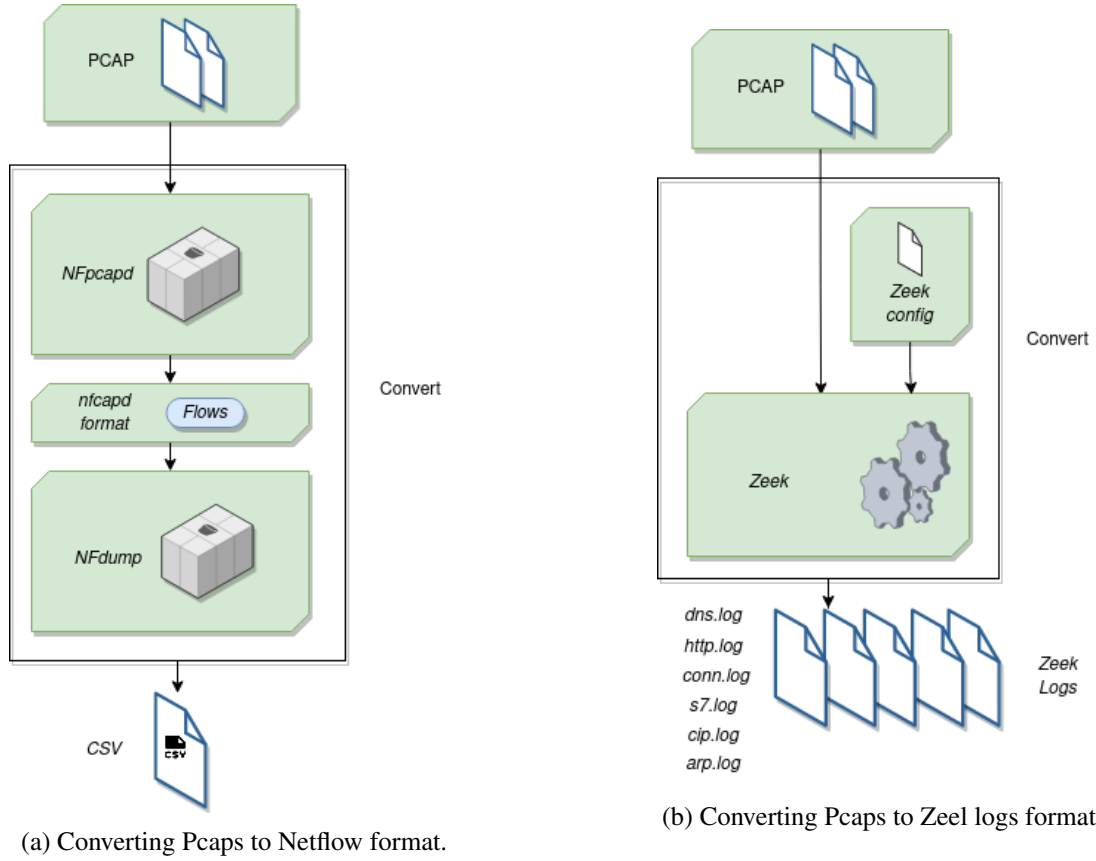 PCAP
NFpcapd
nfcapd
format
Flows
NFdump
Convert
CSV
CSV
(a) Converting Pcaps to Netflow format.
PCAP
Zeek
config
Convert
Zeek
dns.log
http.log
conn.log
s7.log
cip.log
arp.log
Zeek
Logs
(b) Converting Pcaps to Zeel logs format